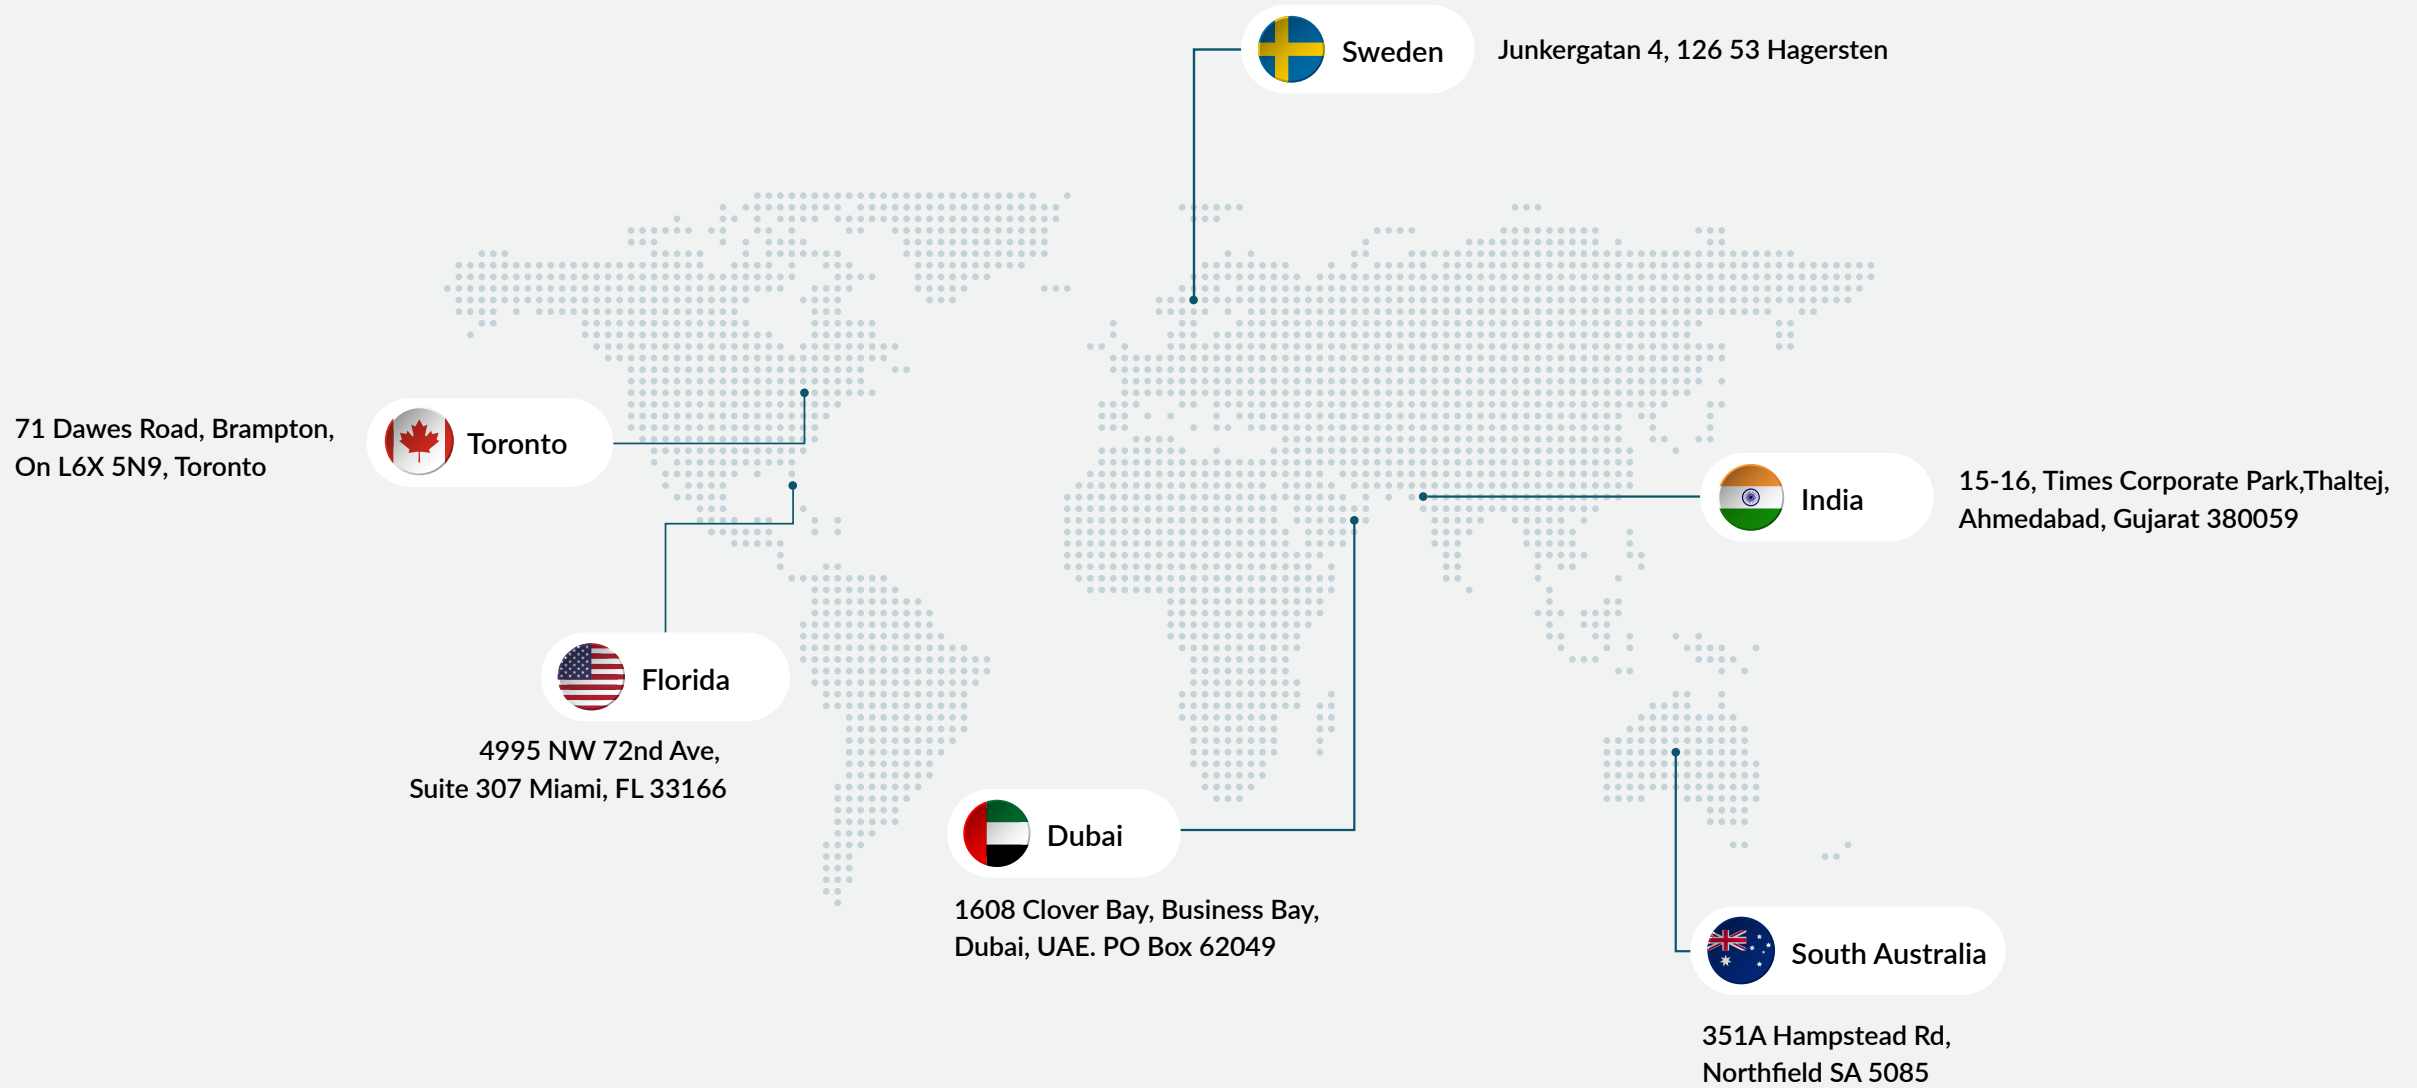 Sweden
Junkergatan 4, 126 53 Hagersten
71 Dawes Road, Brampton,
On L6X 5N9, Toronto
Toronto
India
15-16, Times Corporate Park,Thaltej,
Ahmedabad, Gujarat 380059
Florida
4995 NW 72nd Ave,
Suite 307 Miami, FL 33166
Dubai
1608 Clover Bay, Business Bay,
Dubai, UAE. PO Box 62049
South Australia
351A Hampstead Rd,
Northfield SA 5085